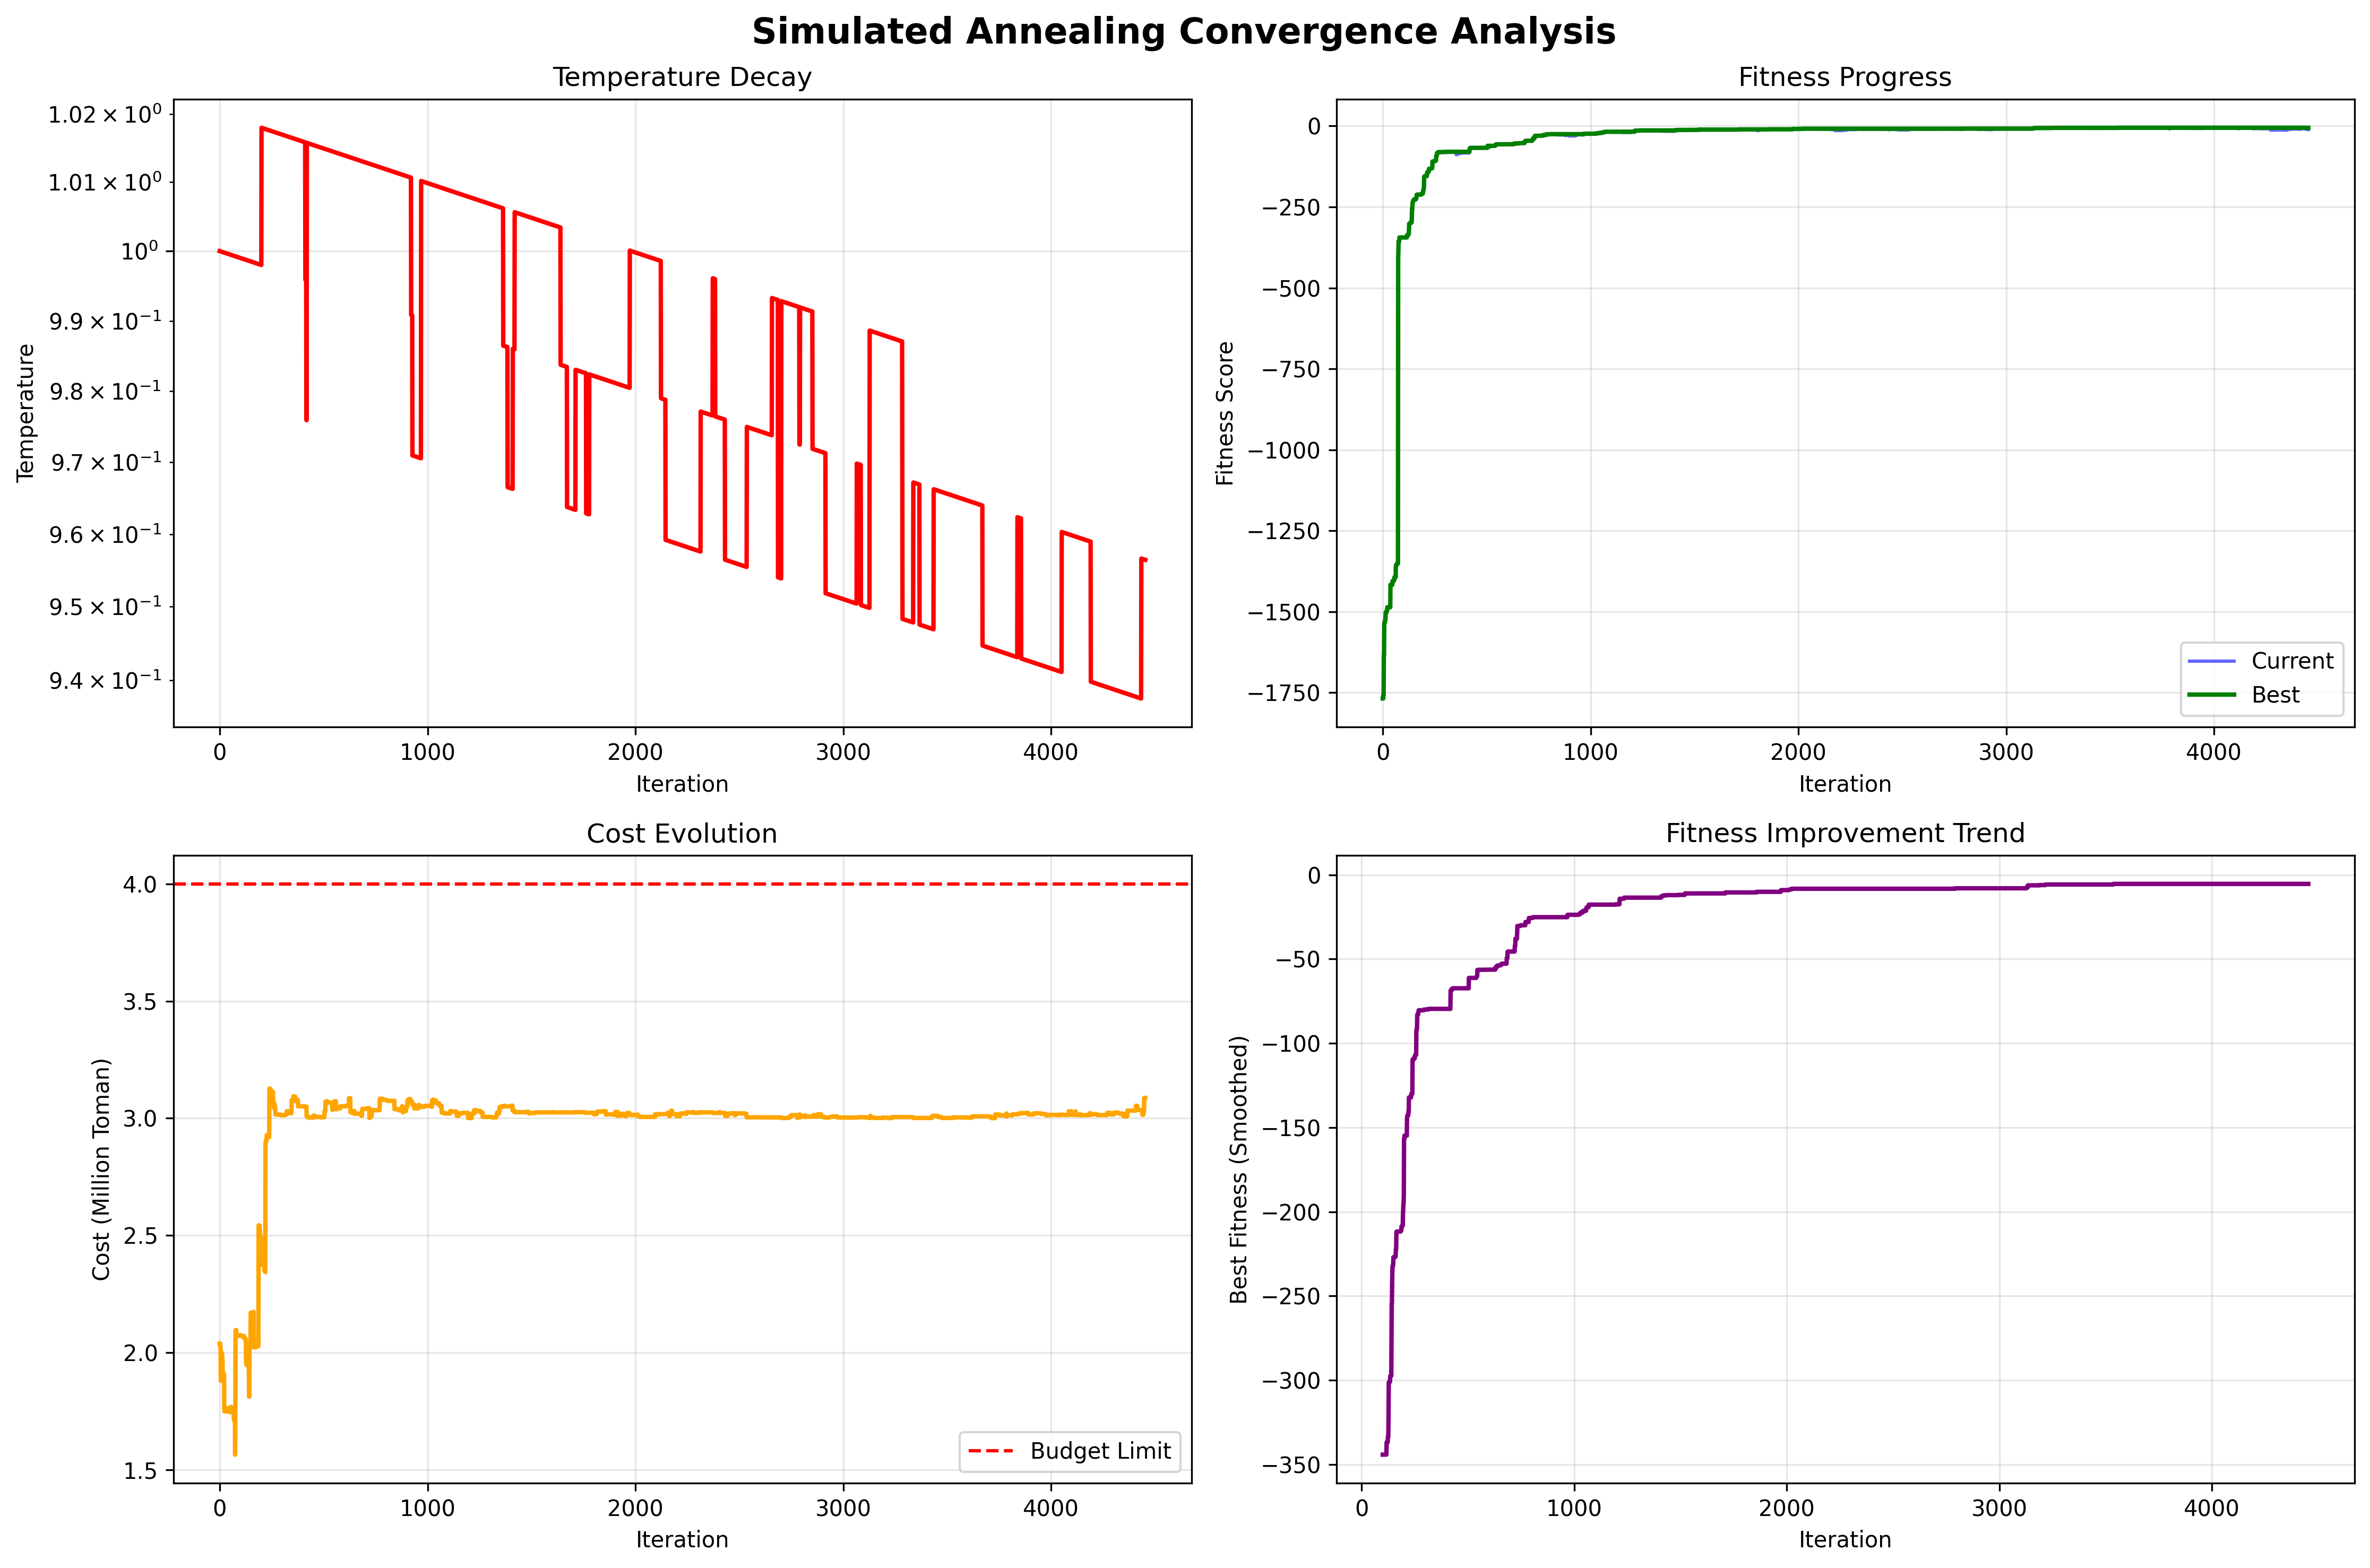 Simulated Annealing Convergence Analysis
Temperature Decay
1.02 × 10⁰
1.01 × 10⁰
10⁰
9.9 × 10⁻¹
9.8 × 10⁻¹
9.7 × 10⁻¹
9.6 × 10⁻¹
9.5 × 10⁻¹
9.4 × 10⁻¹
Temperature
0 1000 2000 3000 4000
Iteration
Fitness Progress
0
−250
−500
−750
−1000
−1250
−1500
−1750
Fitness Score
Current
Best
0 1000 2000 3000 4000
Iteration
Cost Evolution
4.0
3.5
3.0
2.5
2.0
1.5
Cost (Million Toman)
Budget Limit
0 1000 2000 3000 4000
Iteration
Fitness Improvement Trend
0
−50
−100
−150
−200
−250
−300
−350
Best Fitness (Smoothed)
0 1000 2000 3000 4000
Iteration